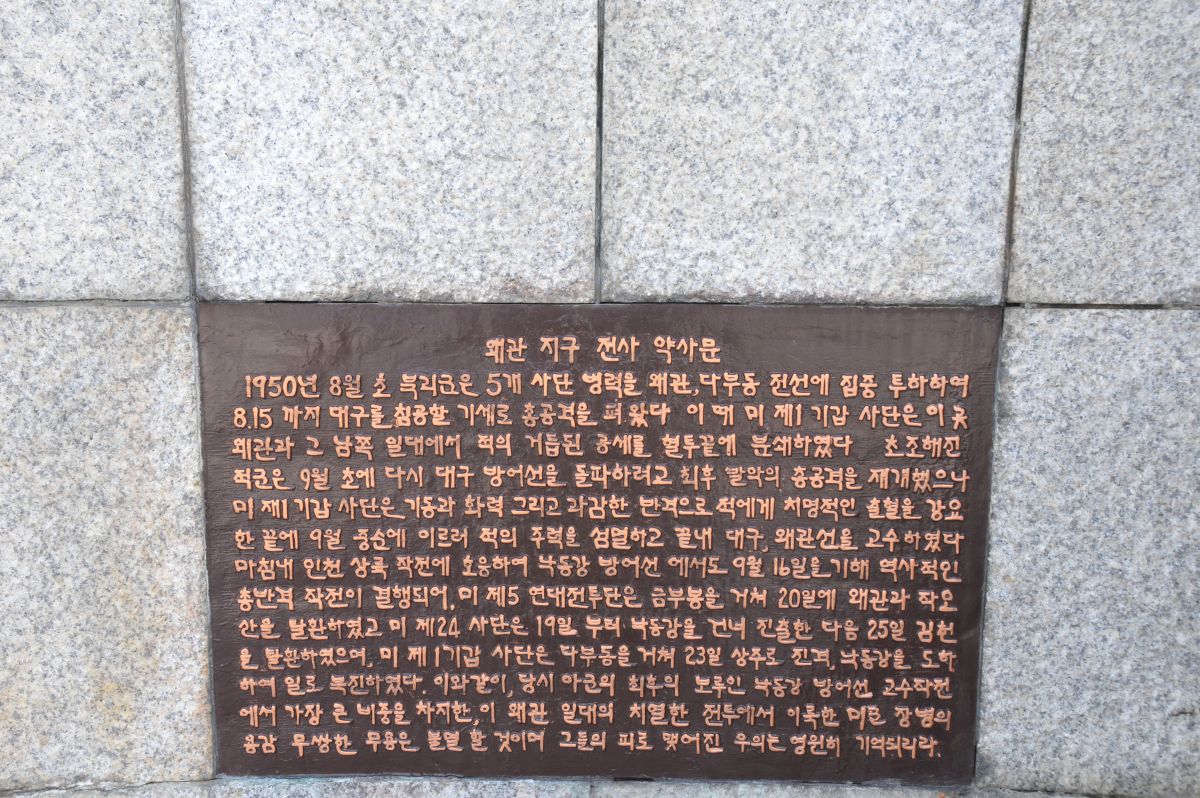 왜관 지구 전사 약사문
1950년 8월 초 북괴군은 5개 사단 병력을 왜관, 다부동 전선에 집중 투하하여
8.15 까지 대구를 침공할 기세로 총공격을 펴 왔다 이 때 미 제1 기갑 사단은 이 곳
왜관과 그 남쪽 일대에서 적의 거듭된 공세를 혈투끝에 분쇄하였다 초조해진
적군은 9월 초에 다시 대구 방어선을 돌파하려고 최후 발악의 총공격을 재개했으나
미 제1 기갑 사단은 기동과 화력 그리고 과감한 반격으로 적에게 치명적인 출혈을 강요
한 끝에 9월 중순에 이르러 적의 주력을 섬멸하고 끝내 대구, 왜관선을 고수하였다
마침내 인천 상륙 작전에 호응하여 낙동강 방어선 에서도 9월 16일을 기해 역사적인
총반격 작전이 결행되어, 미 제5 연대전투단은 금무봉을 거쳐 20일에 왜관과 작오
산을 탈환하였고 미 제24 사단은 19일 부터 낙동강을 건너 진출한 다음 25일 김천
을 탈환하였으며, 미 제1기갑 사단은 다부동을 거쳐 23일 상주로 진격, 낙동강을 도하
하여 일로 북진하였다. 이와같이, 당시 아군의 최후의 보루인 낙동강 방어선 고수작전
에서 가장 큰 비중을 차지한, 이 왜관 일대의 치열한 전투에서 이룩한 미군 장병의
용감 무쌍한 무용은 불멸 할 것이며 그들의 피로 맺어진 우의는 영원히 기억되리라.